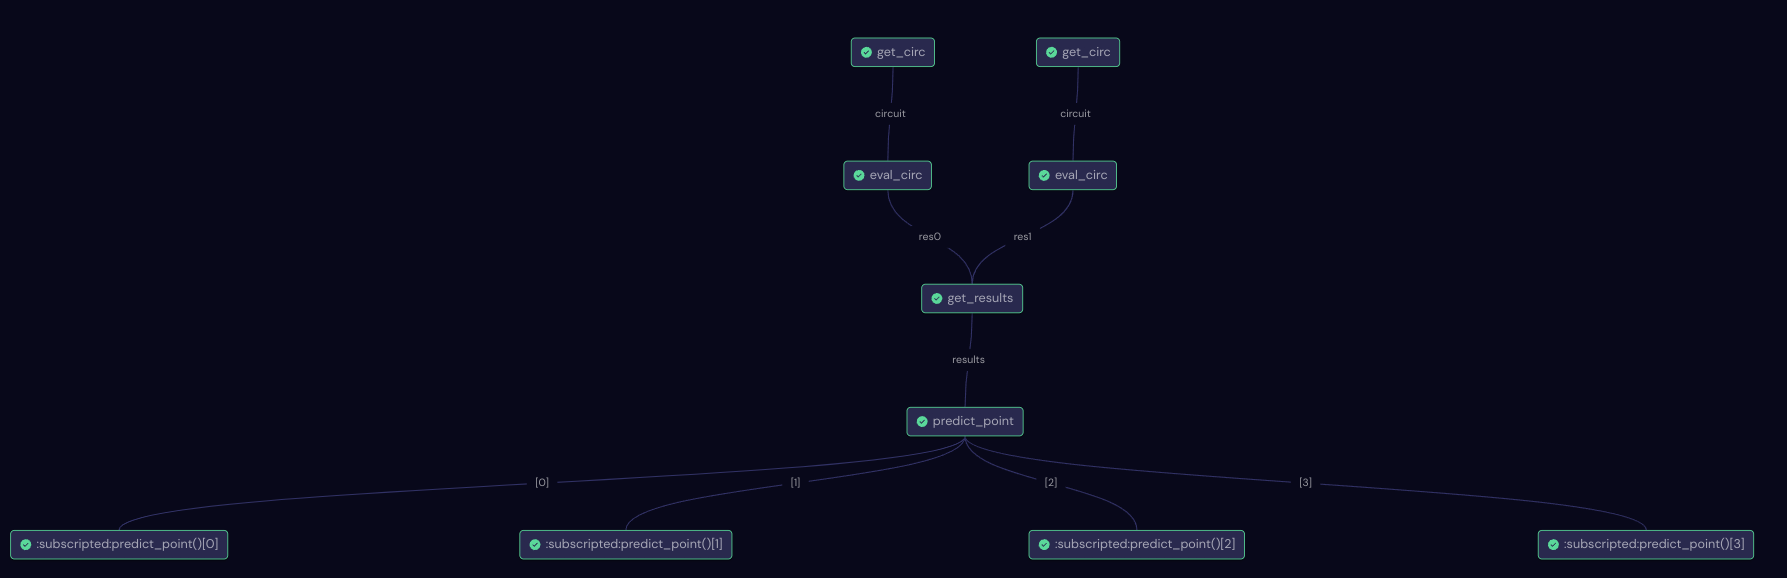 get_circ get_circ
circuit circuit
eval_circ eval_circ
res0 res1
get_results
results
predict_point
[0] [1] [2] [3]
:subscripted:predict_point()[0] :subscripted:predict_point()[1] :subscripted:predict_point()[2] :subscripted:predict_point()[3]